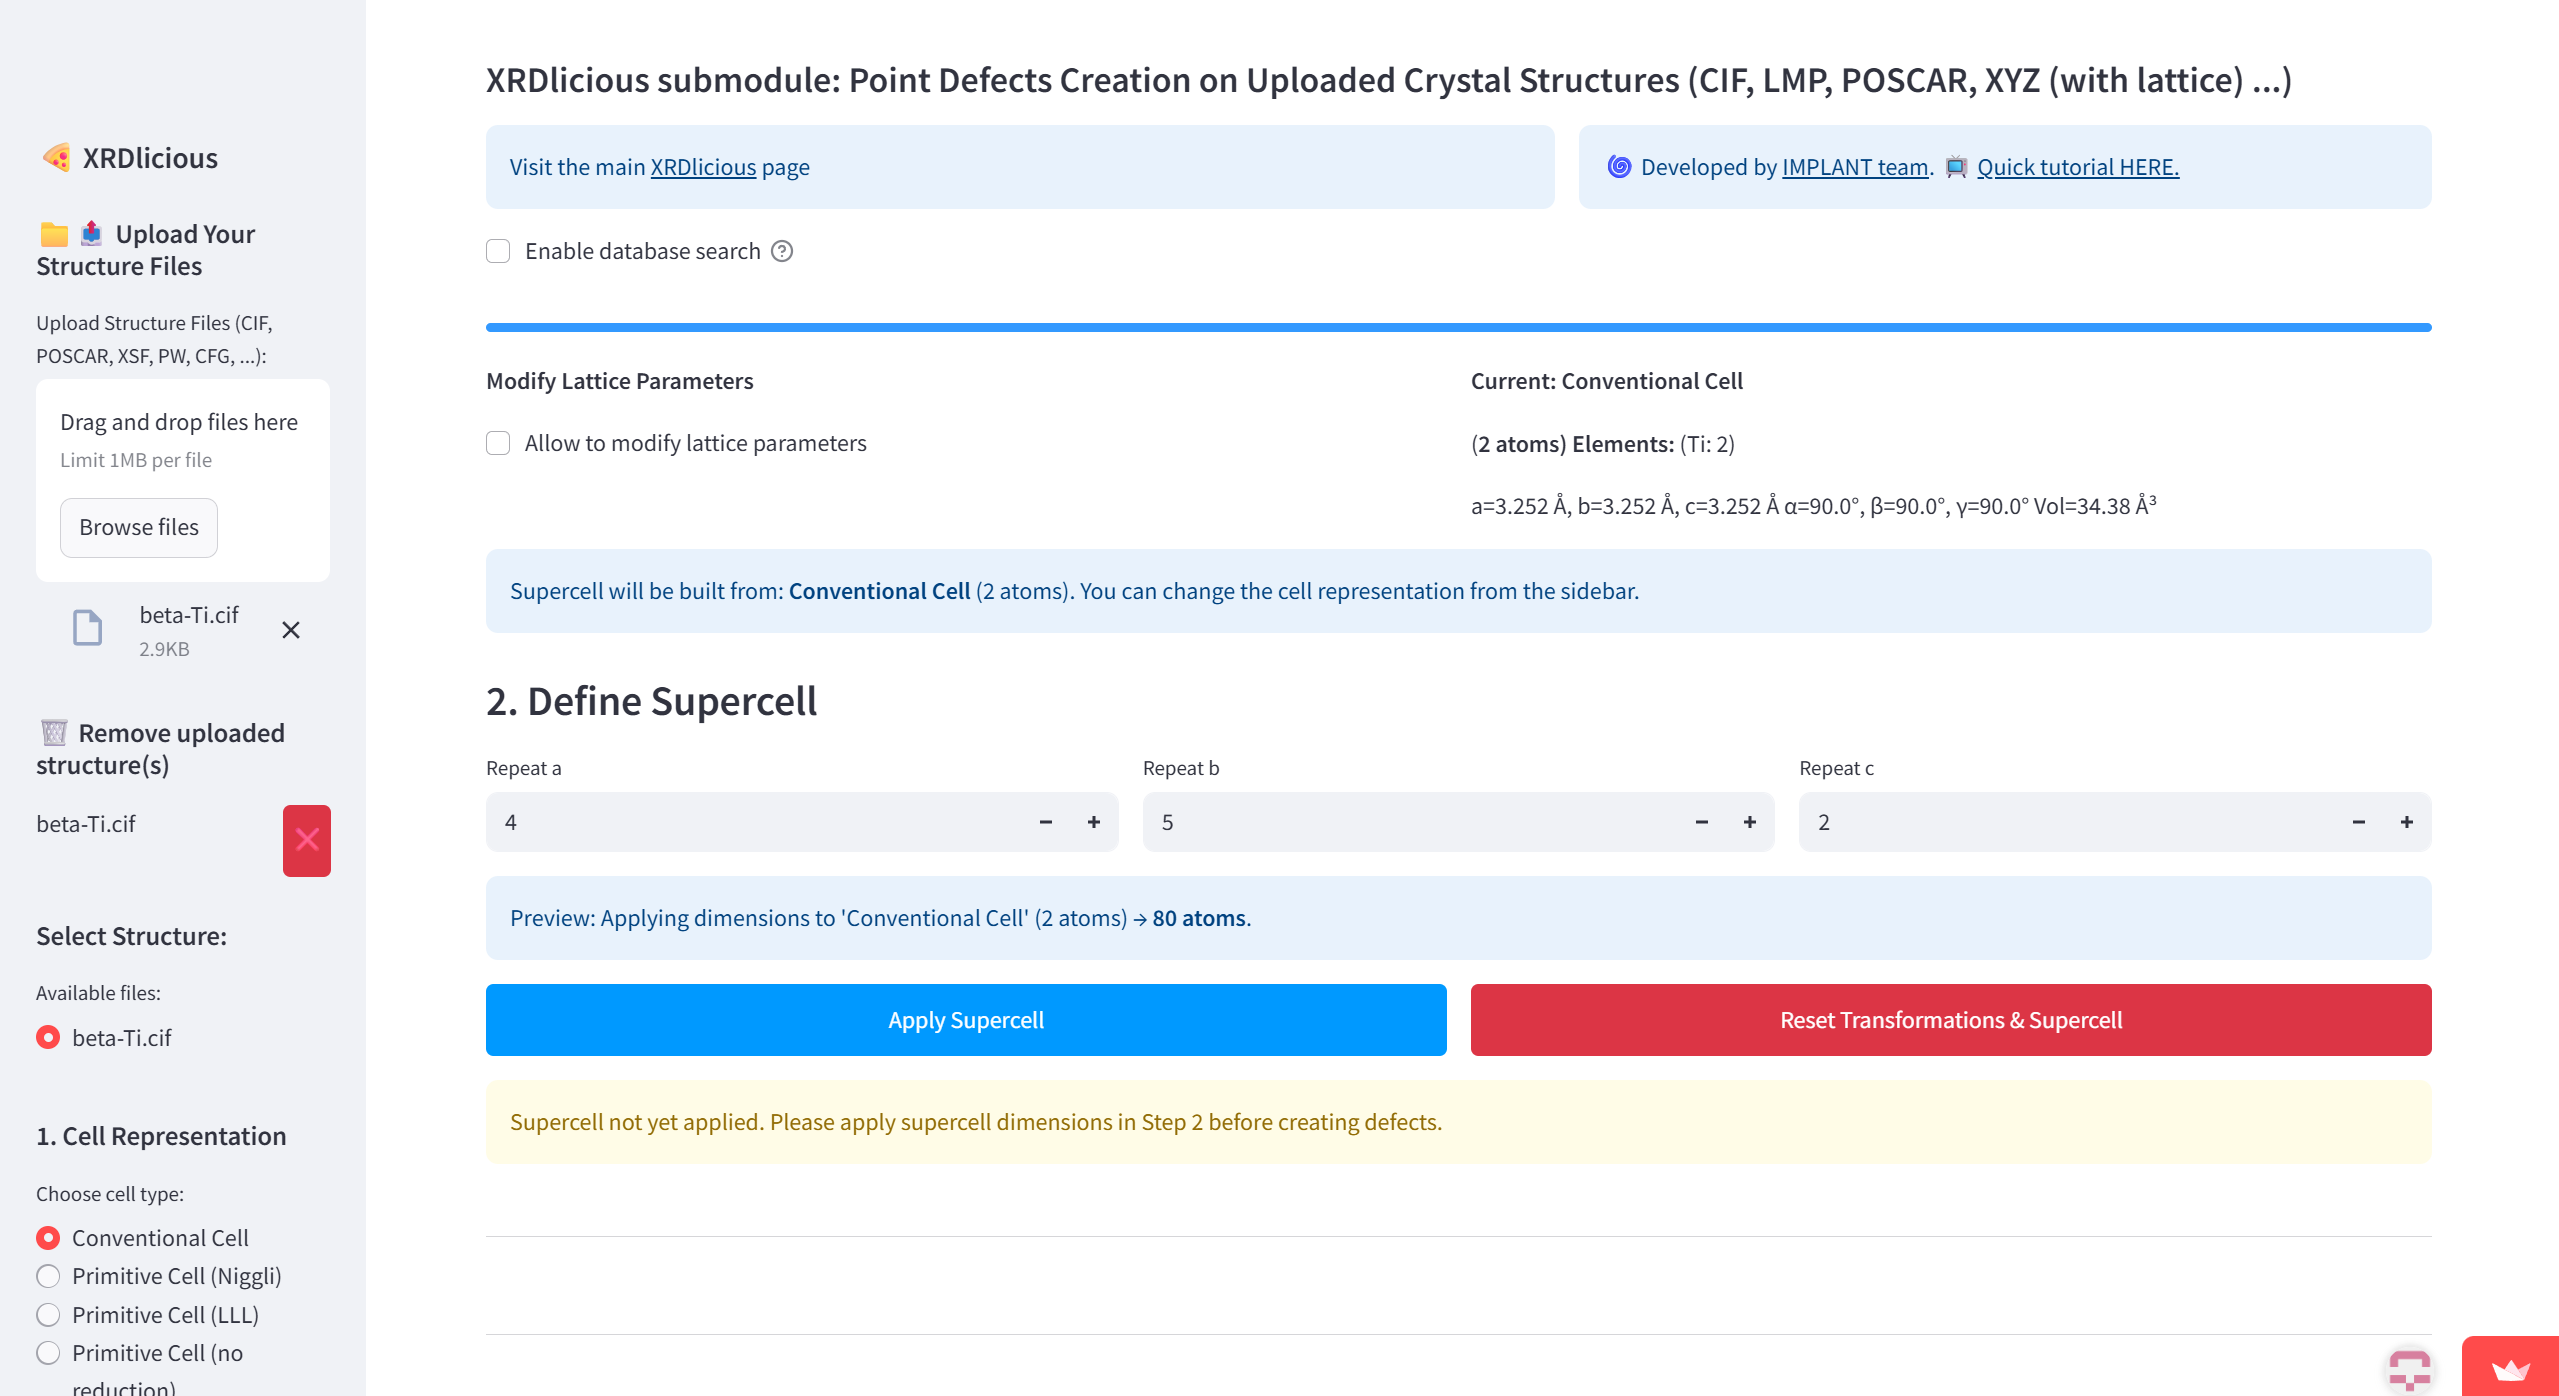 XRDlicious
Upload Your
Structure Files
Upload Structure Files (CIF,
POSCAR, XSF, PW, CFG, ...):
Drag and drop files here
Limit 1MB per file
Browse files
beta-Ti.cif
2.9KB
Remove uploaded
structure(s)
beta-Ti.cif
Select Structure:
Available files:
beta-Ti.cif
1. Cell Representation
Choose cell type:
Conventional Cell
Primitive Cell (Niggli)
Primitive Cell (LLL)
Primitive Cell (no
reduction)
XRDlicious submodule: Point Defects Creation on Uploaded Crystal Structures (CIF, LMP, POSCAR, XYZ (with lattice) ...)
Visit the main XRDlicious page
Developed by IMPLANT team. Quick tutorial HERE.
Enable database search
Modify Lattice Parameters
Allow to modify lattice parameters
Current: Conventional Cell
(2 atoms) Elements: (Ti: 2)
a=3.252 Å, b=3.252 Å, c=3.252 Å α=90.0°, β=90.0°, γ=90.0° Vol=34.38 Å³
Supercell will be built from: Conventional Cell (2 atoms). You can change the cell representation from the sidebar.
2. Define Supercell
Repeat a
4
Repeat b
5
Repeat c
2
Preview: Applying dimensions to 'Conventional Cell' (2 atoms) → 80 atoms.
Apply Supercell
Reset Transformations & Supercell
Supercell not yet applied. Please apply supercell dimensions in Step 2 before creating defects.